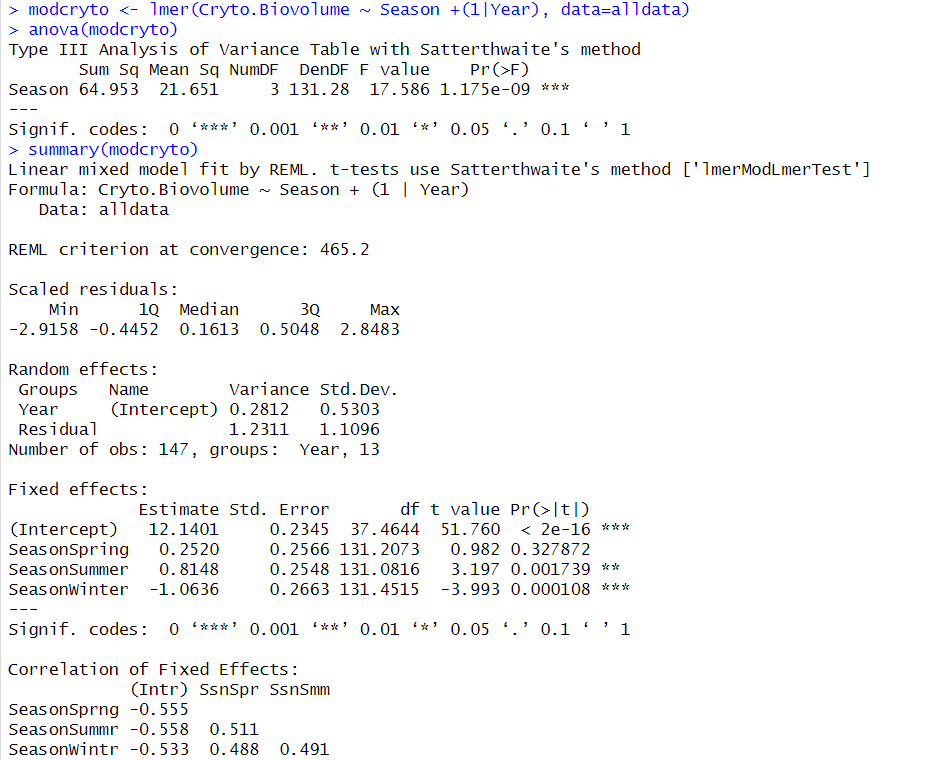 > modcryto <- lmer(Cryto.Biovolume ~ Season +(1|Year), data=alldata)
> anova(modcryto)
Type III Analysis of Variance Table with Satterthwaite's method
       Sum Sq Mean Sq NumDF  DenDF F value    Pr(>F)
Season 64.953  21.651     3 131.28  17.586 1.175e-09 ***
---
Signif. codes:  0 ‘***’ 0.001 ‘**’ 0.01 ‘*’ 0.05 ‘.’ 0.1 ‘ ’ 1
> summary(modcryto)
Linear mixed model fit by REML. t-tests use Satterthwaite's method ['lmerModLmerTest']
Formula: Cryto.Biovolume ~ Season + (1 | Year)
   Data: alldata

REML criterion at convergence: 465.2

Scaled residuals:
    Min      1Q  Median      3Q     Max
-2.9158 -0.4452  0.1613  0.5048  2.8483

Random effects:
 Groups   Name        Variance Std.Dev.
 Year     (Intercept) 0.2812   0.5303
 Residual             1.2311   1.1096
Number of obs: 147, groups:  Year, 13

Fixed effects:
             Estimate Std. Error       df t value Pr(>|t|)
(Intercept)   12.1401     0.2345  37.4644  51.760  < 2e-16 ***
SeasonSpring   0.2520     0.2566 131.2073   0.982 0.327872
SeasonSummer   0.8148     0.2548 131.0816   3.197 0.001739 **
SeasonWinter  -1.0636     0.2663 131.4515  -3.993 0.000108 ***
---
Signif. codes:  0 ‘***’ 0.001 ‘**’ 0.01 ‘*’ 0.05 ‘.’ 0.1 ‘ ’ 1

Correlation of Fixed Effects:
            (Intr) SsnSpr SsnSmm
SeasonSprng -0.555
SeasonSummr -0.558  0.511
SeasonWintr -0.533  0.488  0.491